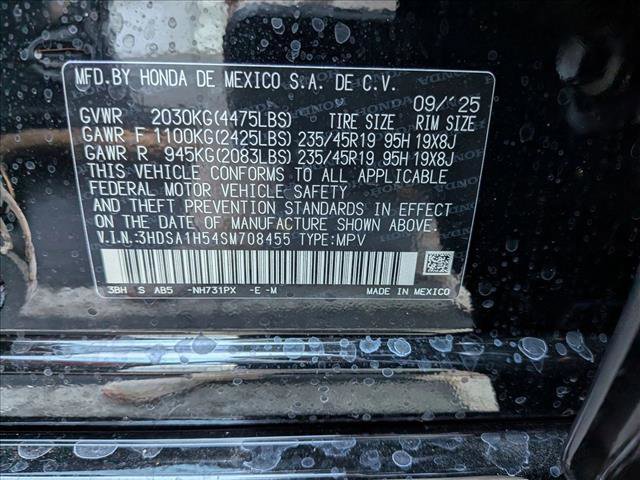 MFD.BY HONDA DE MEXICO S.A. DE C.V.
09/ 25
GVWR 2030KG(4475LBS) TIRE SIZE RIM SIZE
GAWR F 1100KG(2425LBS) 235/45R19 95H 19X8J
GAWR R 945KG(2083LBS) 235/45R19 95H 19X8J
THIS VEHICLE CONFORMS TO ALL APPLICABLE
FEDERAL MOTOR VEHICLE SAFETY
AND THEFT PREVENTION STANDARDS IN EFFECT
ON THE DATE OF MANUFACTURE SHOWN ABOVE.
V.I.N.:3HDSA1H54SM708455 TYPE:MPV
3BH S AB5 -NH731PX -E-M MADE IN MEXICO